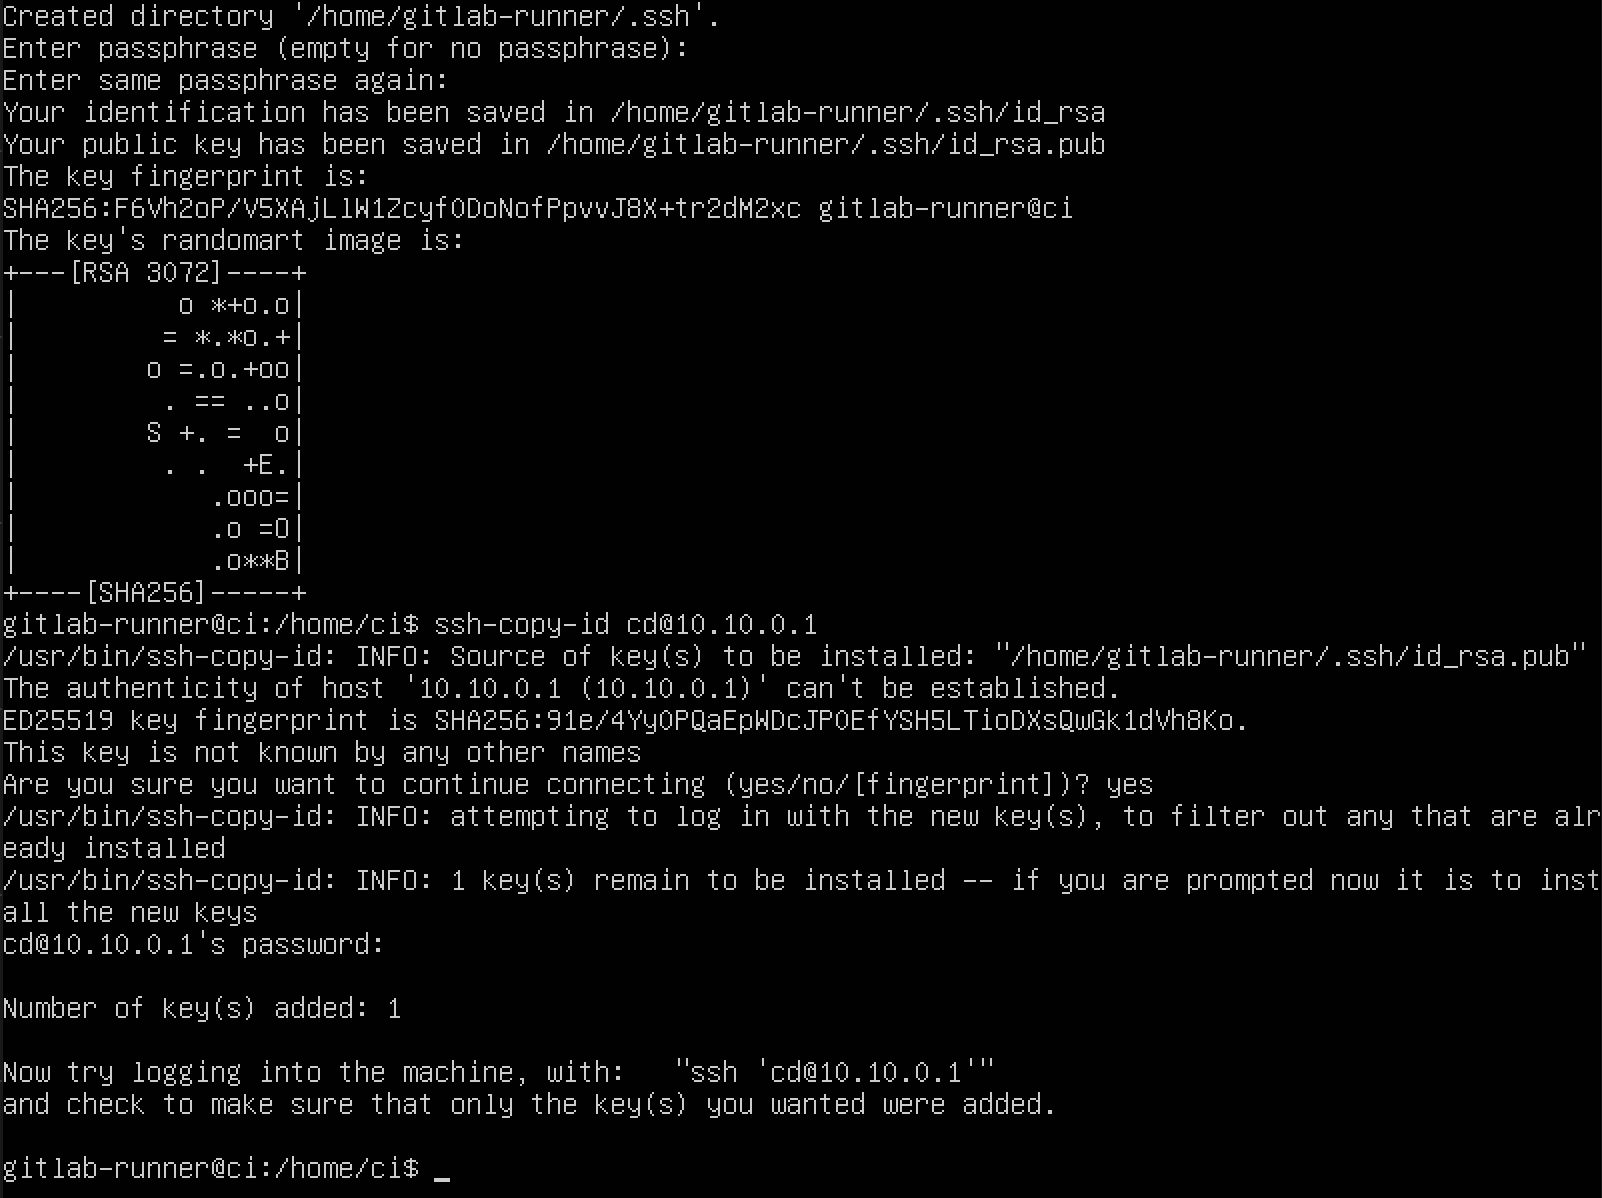 Created directory '/home/gitlab-runner/.ssh'.
Enter passphrase (empty for no passphrase):
Enter same passphrase again:
Your identification has been saved in /home/gitlab-runner/.ssh/id_rsa
Your public key has been saved in /home/gitlab-runner/.ssh/id_rsa.pub
The key fingerprint is:
SHA256:F6Vh2oP/V5XAjLlW1ZcyfODoNofPpvvJ8X+tr2dM2xc gitlab-runner@ci
The key's randomart image is:
+---[RSA 3072]----+
|          o *+o.o|
|         = *.*o.+|
|        o =.o.+oo|
|         . == ..o|
|        S +. =  o|
|         . .  +E.|
|            .ooo=|
|            .o =O|
|            .o**B|
+----[SHA256]-----+
gitlab-runner@ci:/home/ci$ ssh-copy-id cd@10.10.0.1
/usr/bin/ssh-copy-id: INFO: Source of key(s) to be installed: "/home/gitlab-runner/.ssh/id_rsa.pub"
The authenticity of host '10.10.0.1 (10.10.0.1)' can't be established.
ED25519 key fingerprint is SHA256:91e/4YyOPQaEpWDcJPOEfYSH5LTioDXsQwGk1dVh8Ko.
This key is not known by any other names
Are you sure you want to continue connecting (yes/no/[fingerprint])? yes
/usr/bin/ssh-copy-id: INFO: attempting to log in with the new key(s), to filter out any that are alr
eady installed
/usr/bin/ssh-copy-id: INFO: 1 key(s) remain to be installed -- if you are prompted now it is to inst
all the new keys
cd@10.10.0.1's password:

Number of key(s) added: 1

Now try logging into the machine, with:   "ssh 'cd@10.10.0.1'"
and check to make sure that only the key(s) you wanted were added.

gitlab-runner@ci:/home/ci$ _